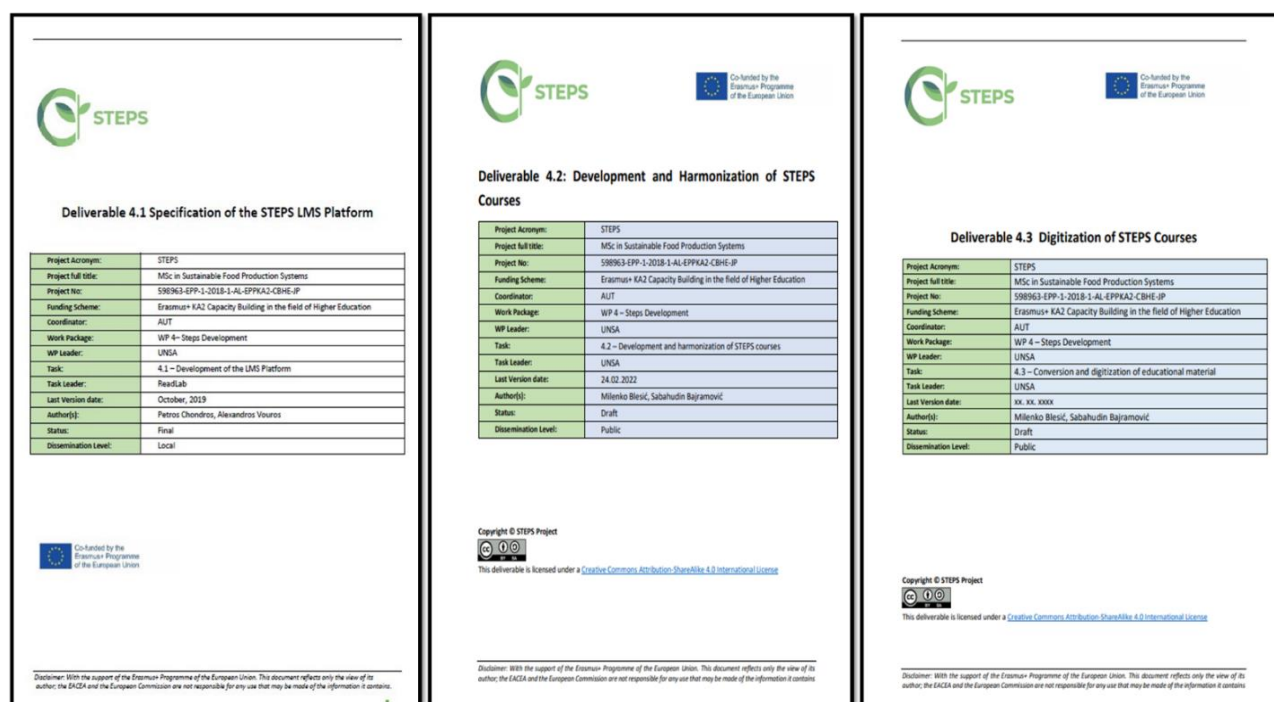 STEPS
Deliverable 4.1 Specification of the STEPS LMS Platform
Project Acronym: STEPS
Project full title: MSc in Sustainable Food Production Systems
Project No: 598963-EPP-1-2018-1-AL-EPPKA2-CBHE-JP
Funding Scheme: Erasmus+ KA2 Capacity Building in the field of Higher Education
Coordinator: AUT
Work Package: WP 4– Steps Development
WP Leader: UNSA
Task: 4.1 – Development of the LMS Platform
Task Leader: ReadLab
Last Version date: October, 2019
Author(s): Petros Chondros, Alexandros Vouros
Status: Final
Dissemination Level: Local
Co-funded by the
Erasmus+ Programme
of the European Union
Disclaimer: With the support of the Erasmus+ Programme of the European Union. This document reflects only the view of its
author; the EACEA and the European Commission are not responsible for any use that may be made of the information it contains.
STEPS
Co-funded by the
Erasmus+ Programme
of the European Union
Deliverable 4.2: Development and Harmonization of STEPS
Courses
Project Acronym: STEPS
Project full title: MSc in Sustainable Food Production Systems
Project No: 598963-EPP-1-2018-1-AL-EPPKA2-CBHE-JP
Funding Scheme: Erasmus+ KA2 Capacity Building in the field of Higher Education
Coordinator: AUT
Work Package: WP 4 – Steps Development
WP Leader: UNSA
Task: 4.2 – Development and harmonization of STEPS courses
Task Leader: UNSA
Last Version date: 24.02.2022
Author(s): Milenko Blesić, Sabahudin Bajramović
Status: Draft
Dissemination Level: Public
Copyright © STEPS Project
cc BY SA
This deliverable is licensed under a Creative Commons Attribution-ShareAlike 4.0 International License
Disclaimer: With the support of the Erasmus+ Programme of the European Union. This document reflects only the view of its
author; the EACEA and the European Commission are not responsible for any use that may be made of the information it contains
STEPS
Co-funded by the
Erasmus+ Programme
of the European Union
Deliverable 4.3 Digitization of STEPS Courses
Project Acronym: STEPS
Project full title: MSc in Sustainable Food Production Systems
Project No: 598963-EPP-1-2018-1-AL-EPPKA2-CBHE-JP
Funding Scheme: Erasmus+ KA2 Capacity Building in the field of Higher Education
Coordinator: AUT
Work Package: WP 4 – Steps Development
WP Leader: UNSA
Task: 4.3 – Conversion and digitization of educational material
Task Leader: UNSA
Last Version date: xx. xx. xxxx
Author(s): Milenko Blesić, Sabahudin Bajramović
Status: Draft
Dissemination Level: Public
Copyright © STEPS Project
cc BY SA
This deliverable is licensed under a Creative Commons Attribution-ShareAlike 4.0 International License
Disclaimer: With the support of the Erasmus+ Programme of the European Union. This document reflects only the view of its
author; the EACEA and the European Commission are not responsible for any use that may be made of the information it contains